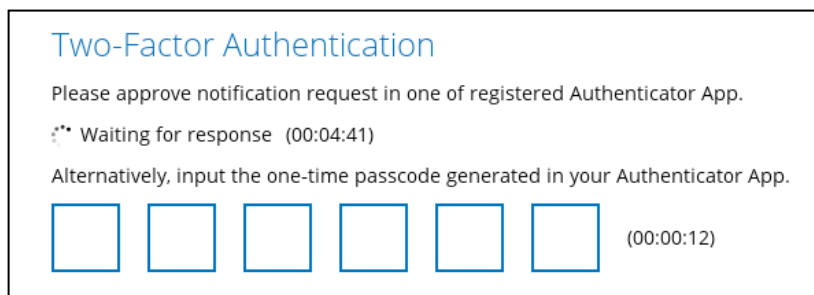 Two-Factor Authentication
Please approve notification request in one of registered Authenticator App.
Waiting for response (00:04:41)
Alternatively, input the one-time passcode generated in your Authenticator App.
(00:00:12)